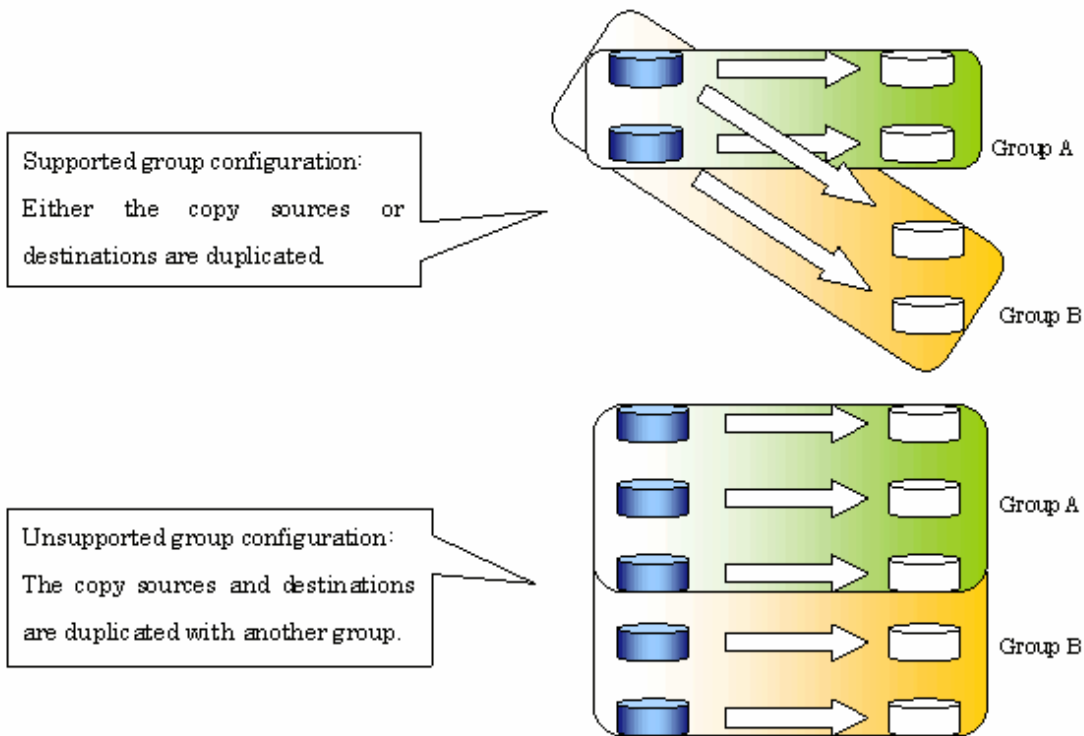 Supported group configuration:
Either the copy sources or
destinations are duplicated.
Group A
Group B
Unsupported group configuration:
The copy sources and destinations
are duplicated with another group.
Group A
Group B